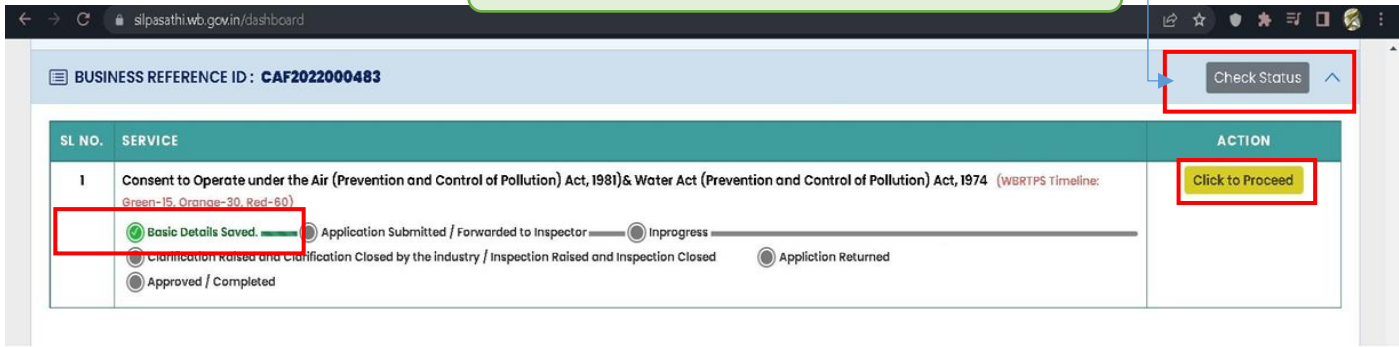 silpasathi.wb.gov.in/dashboard
BUSINESS REFERENCE ID : CAF2022000483
Check Status
SL NO. SERVICE ACTION
1 Consent to Operate under the Air (Prevention and Control of Pollution) Act, 1981)& Water Act (Prevention and Control of Pollution) Act, 1974 (WBRTPS Timeline: Click to Proceed
Green-15, Orange-30, Red-60)
Basic Details Saved. Application Submitted / Forwarded to Inspector Inprogress
Clarification Raised and Clarification Closed by the industry / Inspection Raised and Inspection Closed Appliction Returned
Approved / Completed